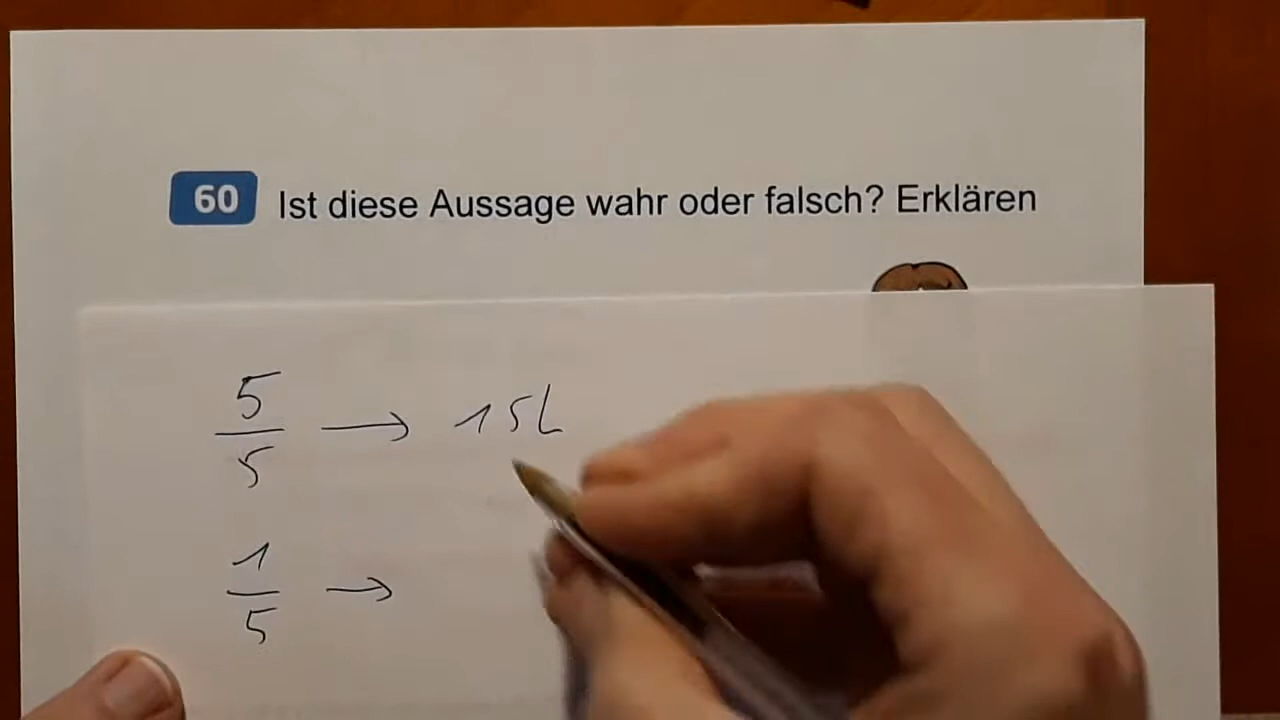 60 Ist diese Aussage wahr oder falsch? Erklären
5/5 → 15L
1/5 →